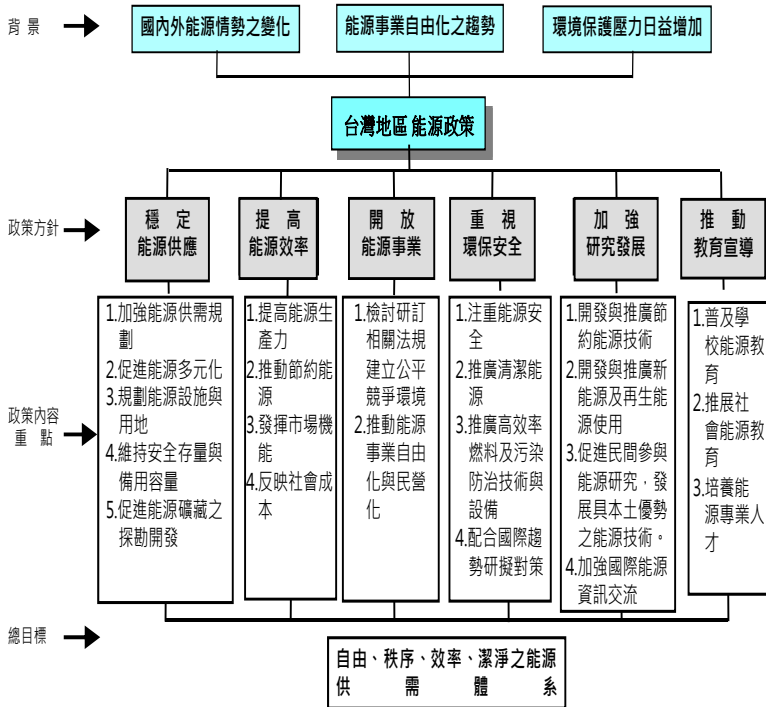 背 景
國內外能源情勢之變化
能源事業自由化之趨勢
環境保護壓力日益增加
台灣地區 能源政策
政策方針
穩 定
能源供應
提 高
能源效率
開 放
能源事業
重 視
環保安全
加 強
研究發展
推 動
教育宣導
政策內容
重 點
1.加強能源供需規
劃
2.促進能源多元化
3.規劃能源設施與
用地
4.維持安全存量與
備用容量
5.促進能源礦藏之
探勘開發
1.提高能源生
產力
2.推動節約能
源
3.發揮市場機
能
4.反映社會成
本
1.檢討研訂
相關法規
建立公平
競爭環境
2.推動能源
事業自由
化與民營
化
1.注重能源安
全
2.推廣清潔能
源
3.推廣高效率
燃料及污染
防治技術與
設備
4.配合國際趨
勢研擬對策
1.開發與推廣節
約能源技術
2.開發與推廣新
能源及再生能
源使用
3.促進民間參與
能源研究，發
展具本土優勢
之能源技術。
4.加強國際能源
資訊交流
1.普及學
校能源教
育
2.推展社
會能源教
育
3.培養能
源專業人
才
總目標
自由、秩序、效率、潔淨之能源
供 需 體 系